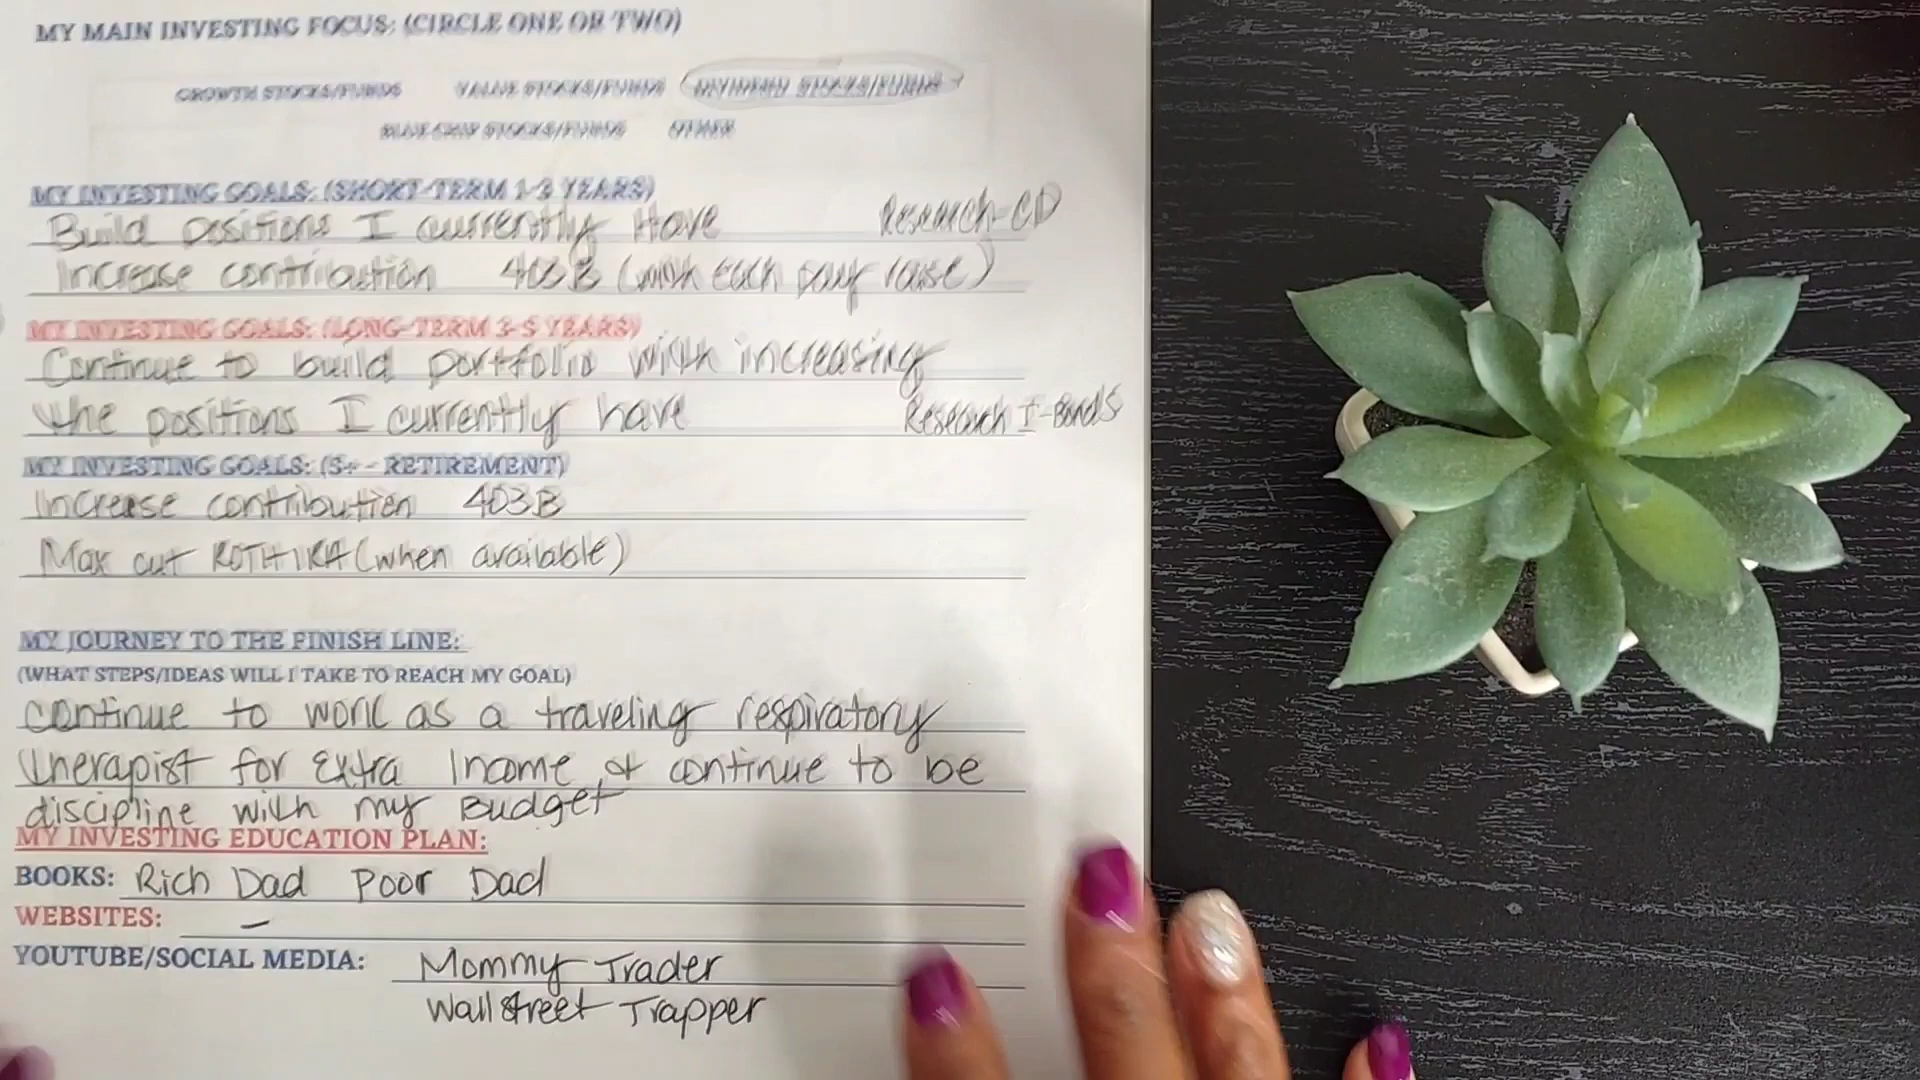 MY MAIN INVESTING FOCUS: (CIRCLE ONE OR TWO)
GROWTH STOCKS/FUNDS VALUE STOCKS/FUNDS DIVIDEND STOCKS/FUNDS
BLUE CHIP STOCKS/FUNDS OTHER
MY INVESTING GOALS: (SHORT-TERM 1-3 YEARS)
Build positions I currently Have Research-CD
Increase contribution 403B (with each pay raise)
MY INVESTING GOALS: (LONG-TERM 3-5 YEARS)
Continue to build portfolio with increasing
the positions I currently have Research I-Bonds
MY INVESTING GOALS: (5+ - RETIREMENT)
Increase contribution 403B
Max out ROTH IRA (when available)
MY JOURNEY TO THE FINISH LINE:
(WHAT STEPS/IDEAS WILL I TAKE TO REACH MY GOAL)
Continue to work as a traveling respiratory
therapist for Extra Income & continue to be
discipline with my Budget
MY INVESTING EDUCATION PLAN:
BOOKS: Rich Dad Poor Dad
WEBSITES: -
YOUTUBE/SOCIAL MEDIA: Mommy Trader
Wallstreet Trapper